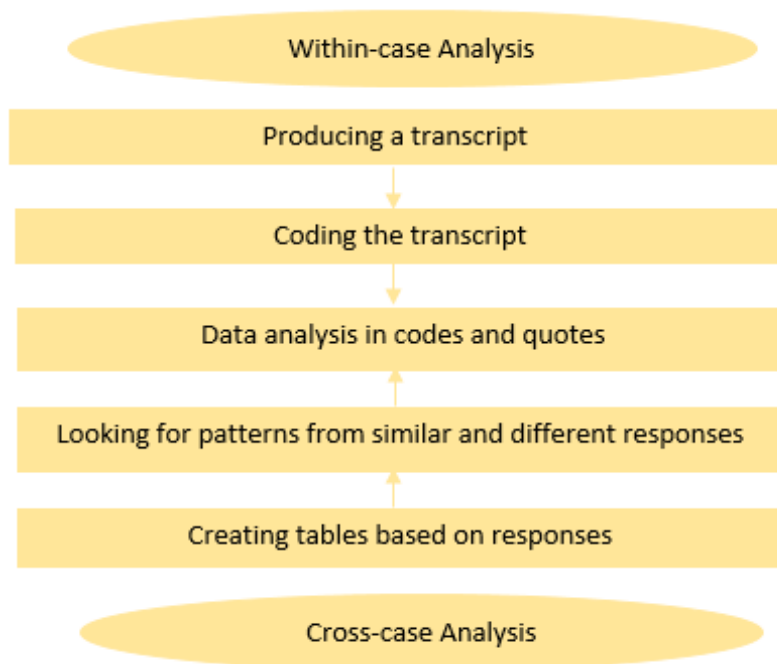 Within-case Analysis
Producing a transcript
Coding the transcript
Data analysis in codes and quotes
Looking for patterns from similar and different responses
Creating tables based on responses
Cross-case Analysis